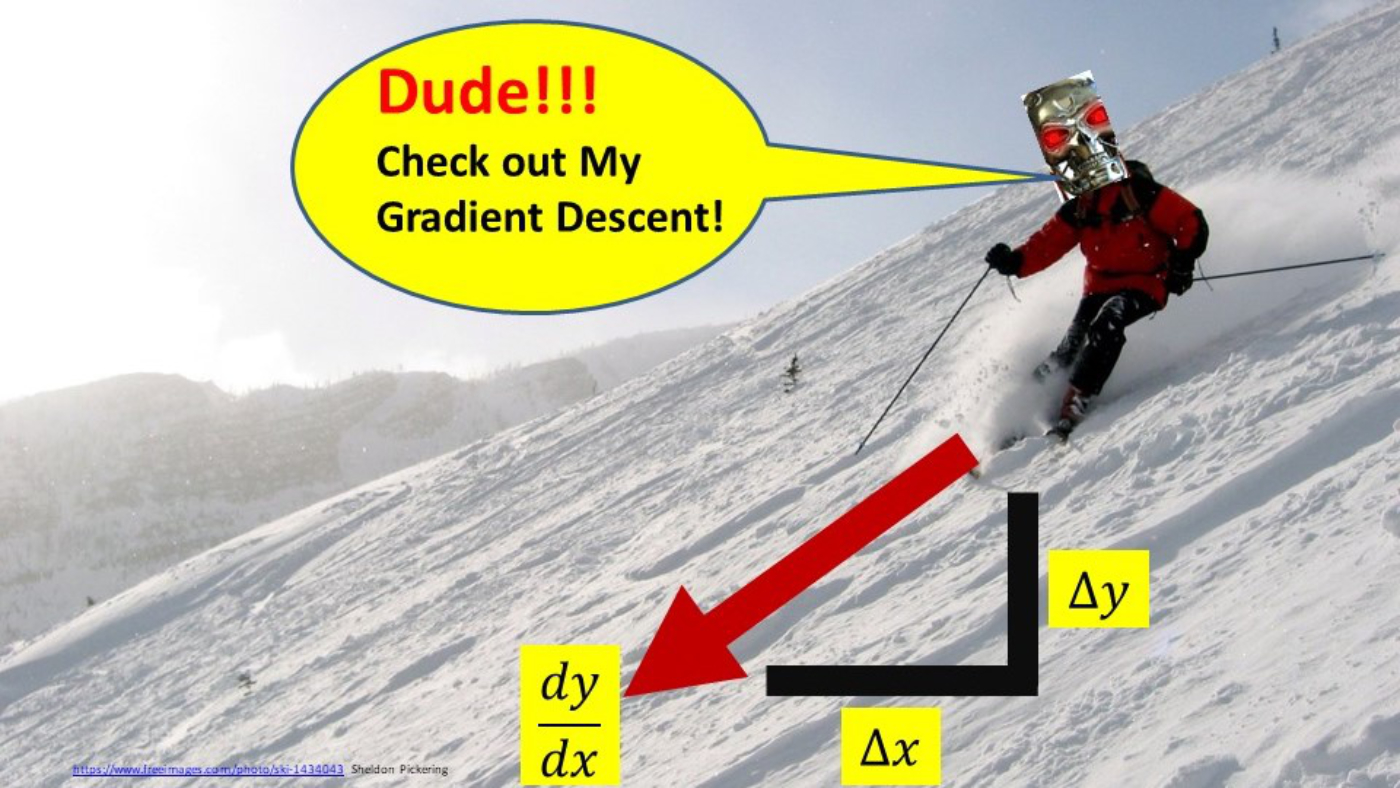 Dude!!!
Check out My
Gradient Descent!
Δy
dy
dx
Δx
https://www.freeimages.com/photo/ski-1434043 Sheldon Pickering